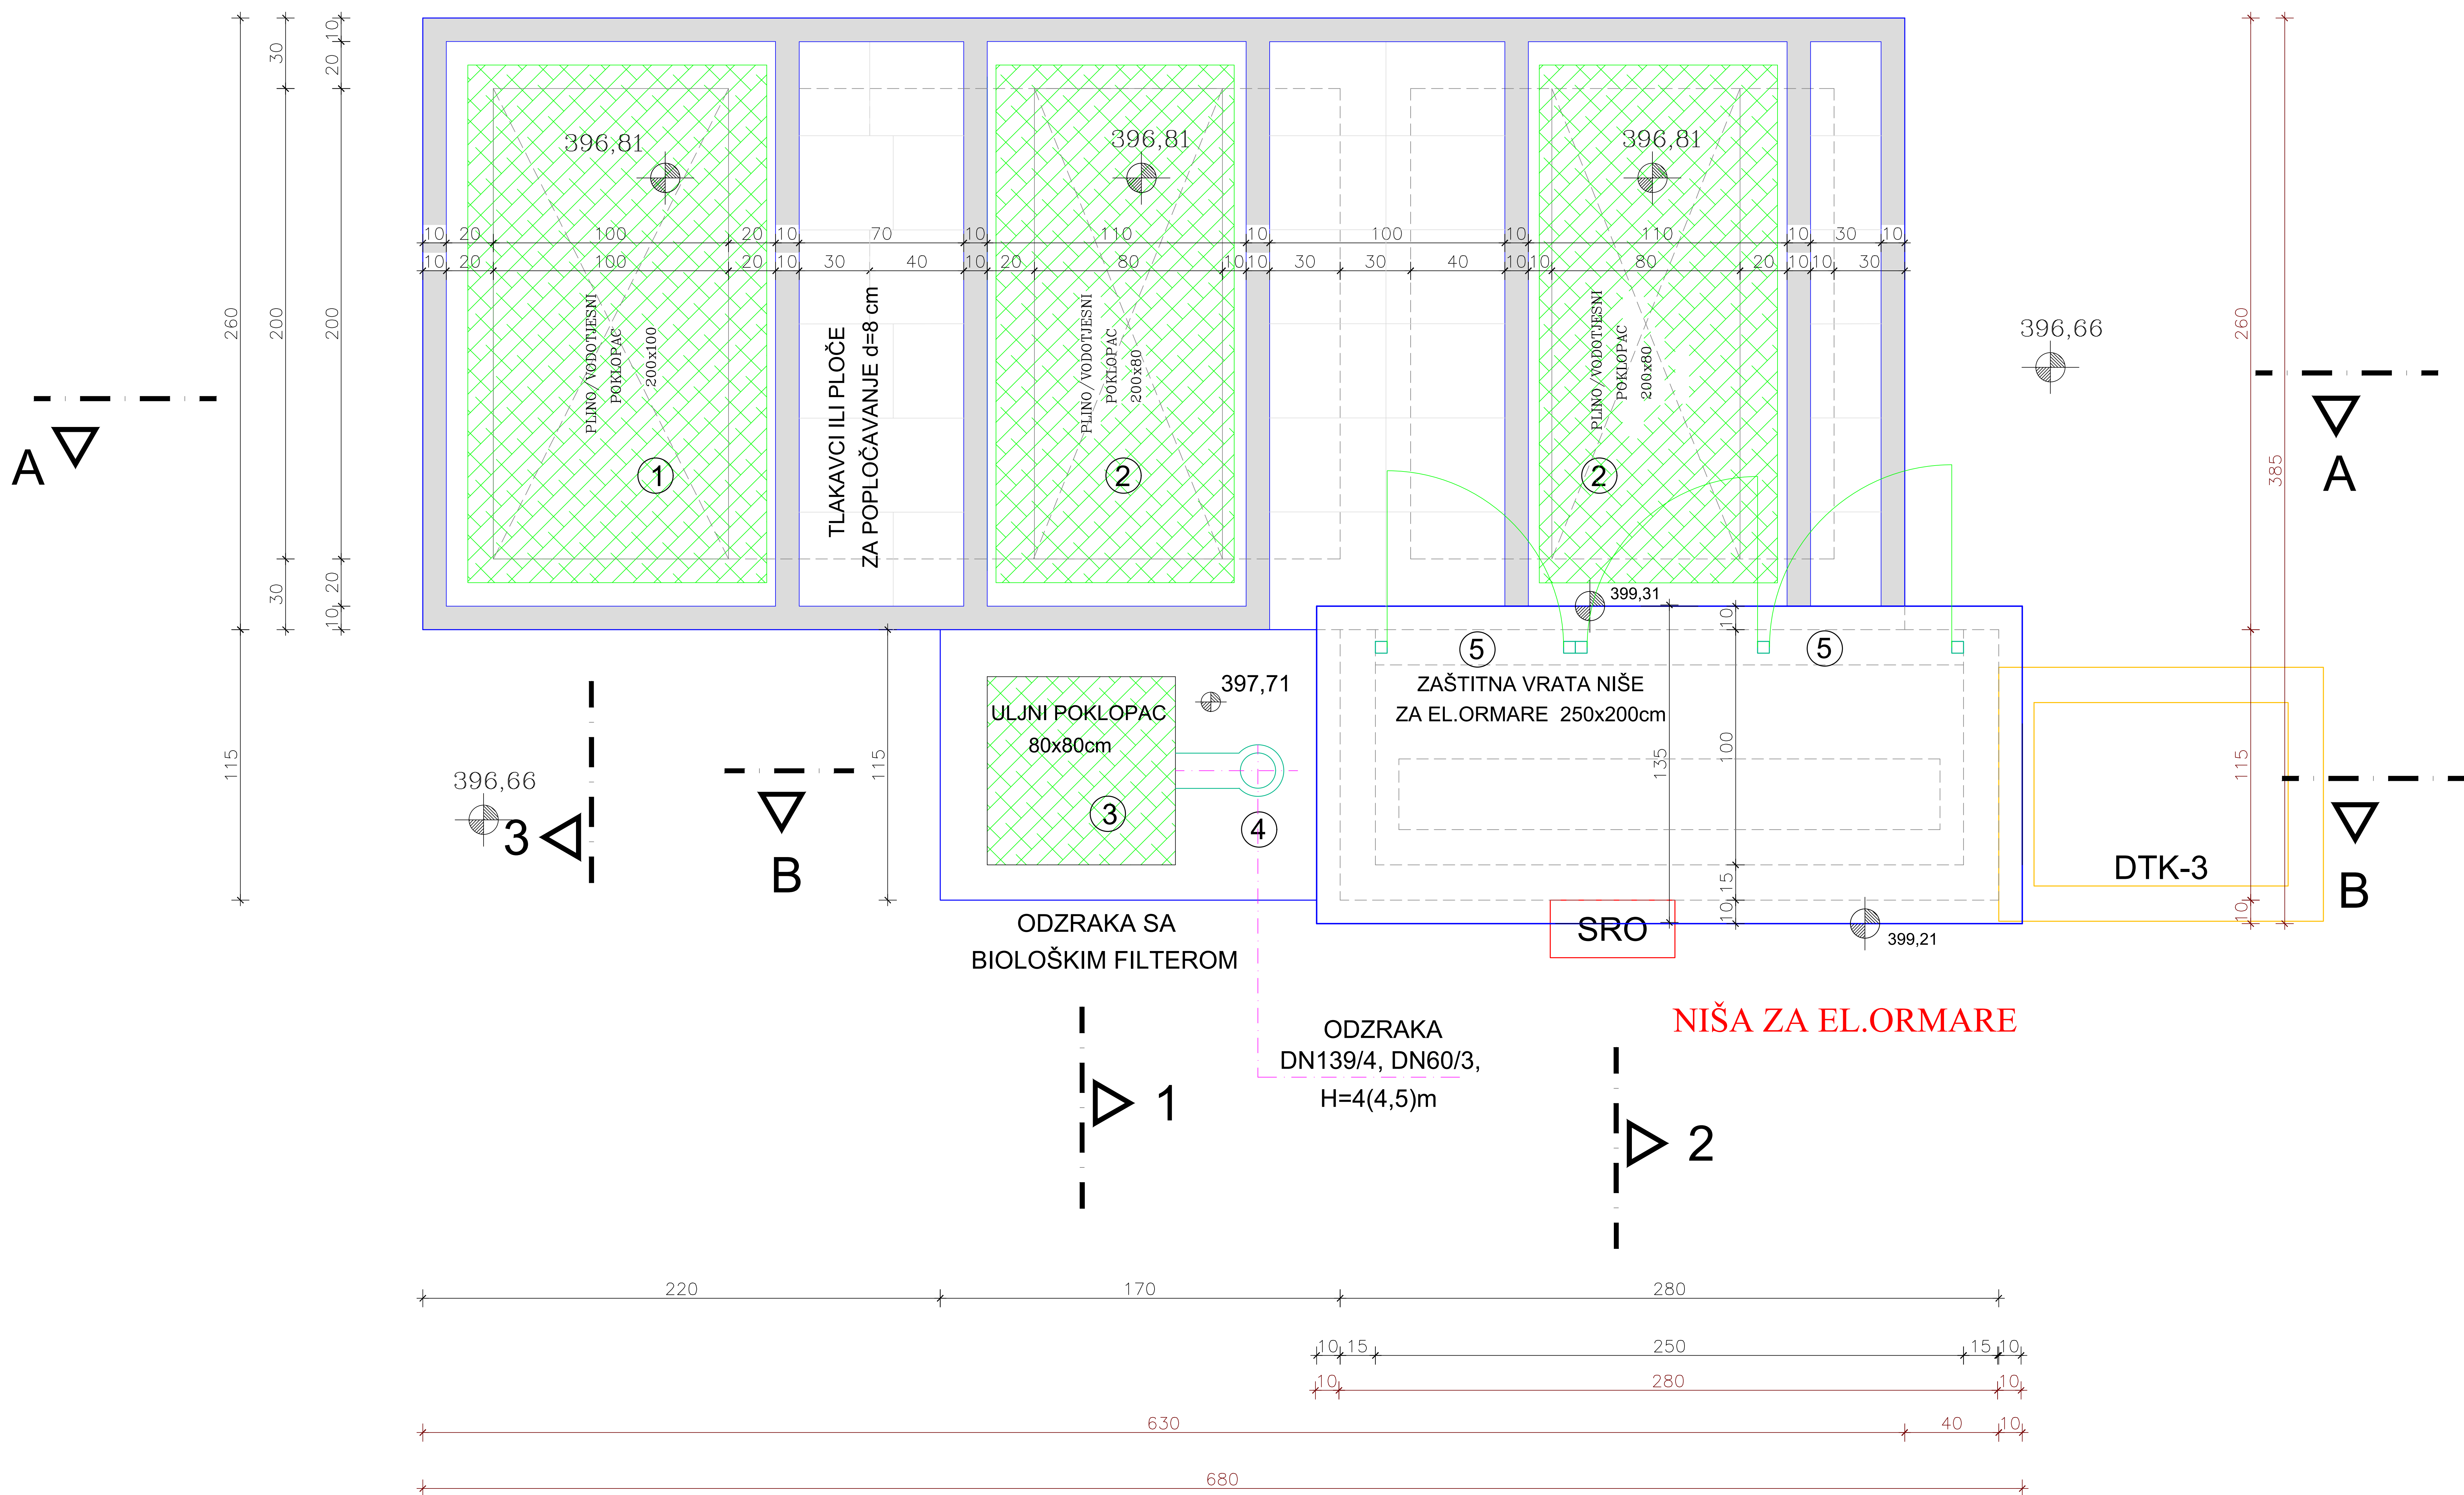 10
30
20
396,81
396,81
396,81
10 20 100 20 10 70 10 110 10 100 10 110 10 30 10
10 20 100 20 10 30 40 10 20 80 10 10 30 30 40 10 10 80 20 10 10 30
260
200
200
PLINO/VODOTJESNI
POKLOPAC
200x100
TLAKAVCI ILI PLOČE
ZA POPLOČAVANJE d=8 cm
PLINO/VODOTJESNI
POKLOPAC
200x80
PLINO/VODOTJESNI
POKLOPAC
200x80
396,66
260
385
A
A
1
2
2
30
20
10
399,31
10
5
5
397,71
ZAŠTITNA VRATA NIŠE
ZA EL.ORMARE 250x200cm
ULJNI POKLOPAC
80x80cm
115
115
135
100
115
396,66
3
3
4
B
DTK-3
B
15
10
10
SRO
399,21
ODZRAKA SA
BIOLOŠKIM FILTEROM
NIŠA ZA EL.ORMARE
ODZRAKA
DN139/4, DN60/3,
H=4(4,5)m
1
2
220 170 280
10 15 250 15 10
10 280 10
630 40 10
680